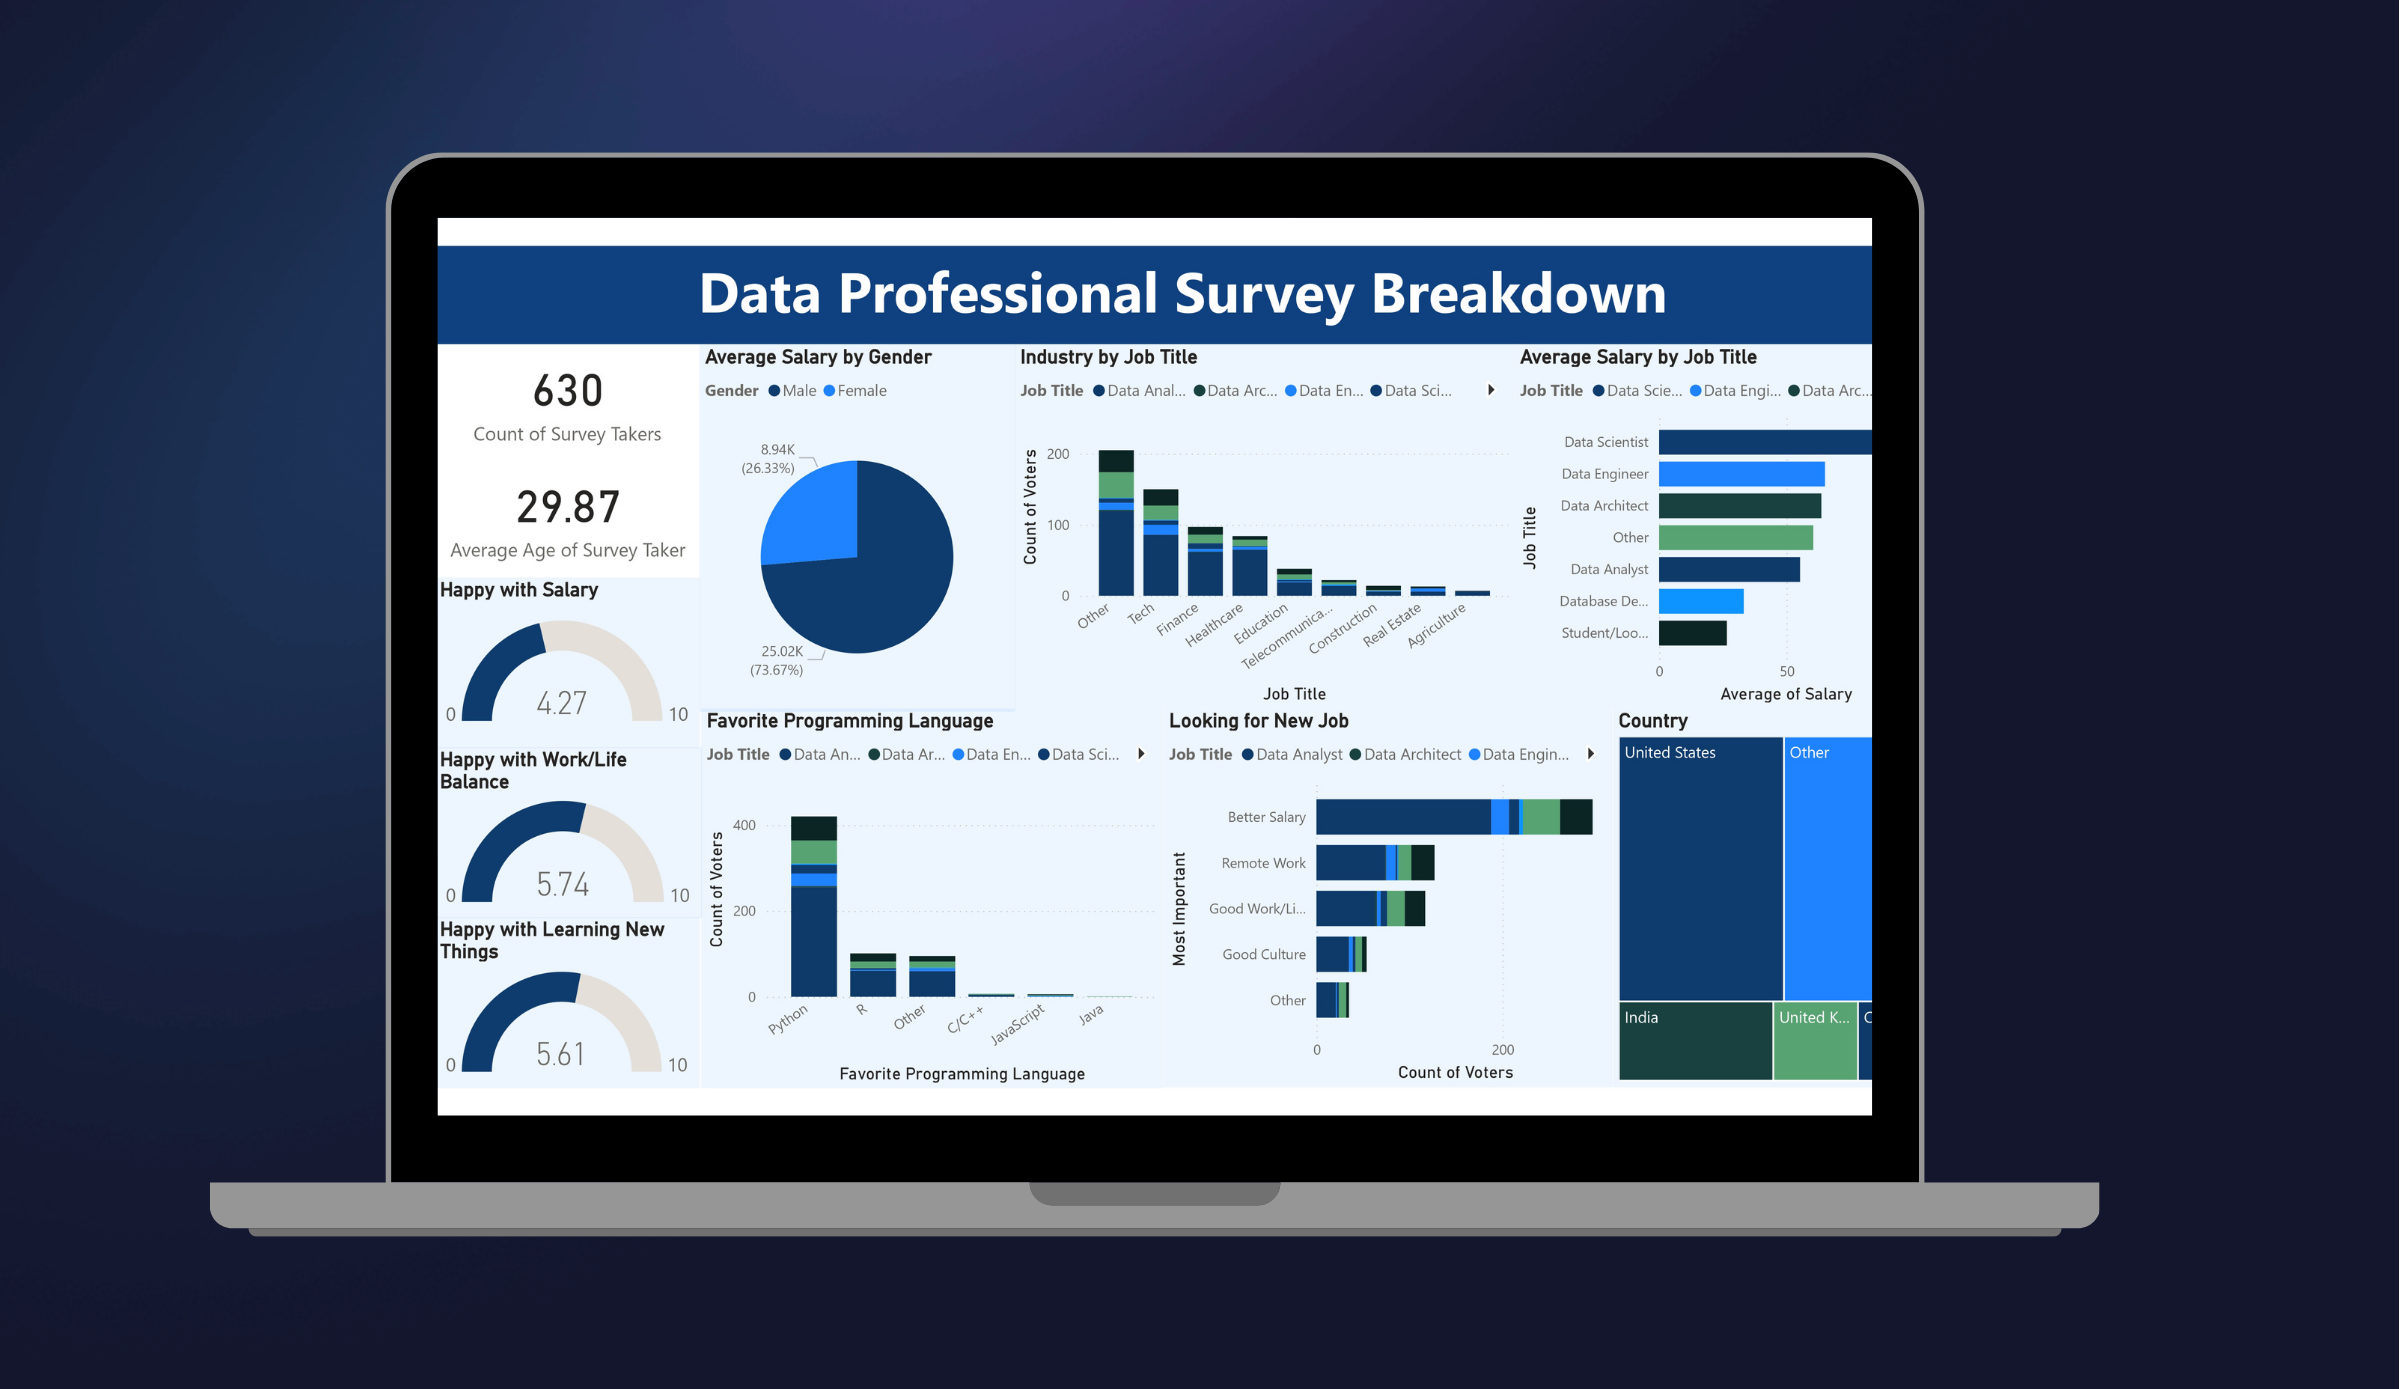 Data Professional Survey Breakdown
630
Count of Survey Takers
29.87
Average Age of Survey Taker
Happy with Salary
0
4.27
10
Happy with Work/Life
Balance
0
5.74
10
Happy with Learning New
Things
0
5.61
10
Average Salary by Gender
Gender Male Female
8.94K
(26.33%)
25.02K
(73.67%)
Industry by Job Title
Job Title Data Anal... Data Arc... Data En... Data Sci...
Count of Voters
200
100
0
Other
Tech
Finance
Healthcare
Education
Telecommunica...
Construction
Real Estate
Agriculture
Job Title
Average Salary by Job Title
Job Title Data Scie... Data Engi... Data Arc...
Job Title
Data Scientist
Data Engineer
Data Architect
Other
Data Analyst
Database De...
Student/Loo...
0 50
Average of Salary
Favorite Programming Language
Job Title Data An... Data Ar... Data En... Data Sci...
Count of Voters
400
200
0
Python
R
Other
C/C++
JavaScript
Java
Favorite Programming Language
Looking for New Job
Job Title Data Analyst Data Architect Data Engin...
Most Important
Better Salary
Remote Work
Good Work/Li...
Good Culture
Other
0 200
Count of Voters
Country
United States
Other
India
United K...